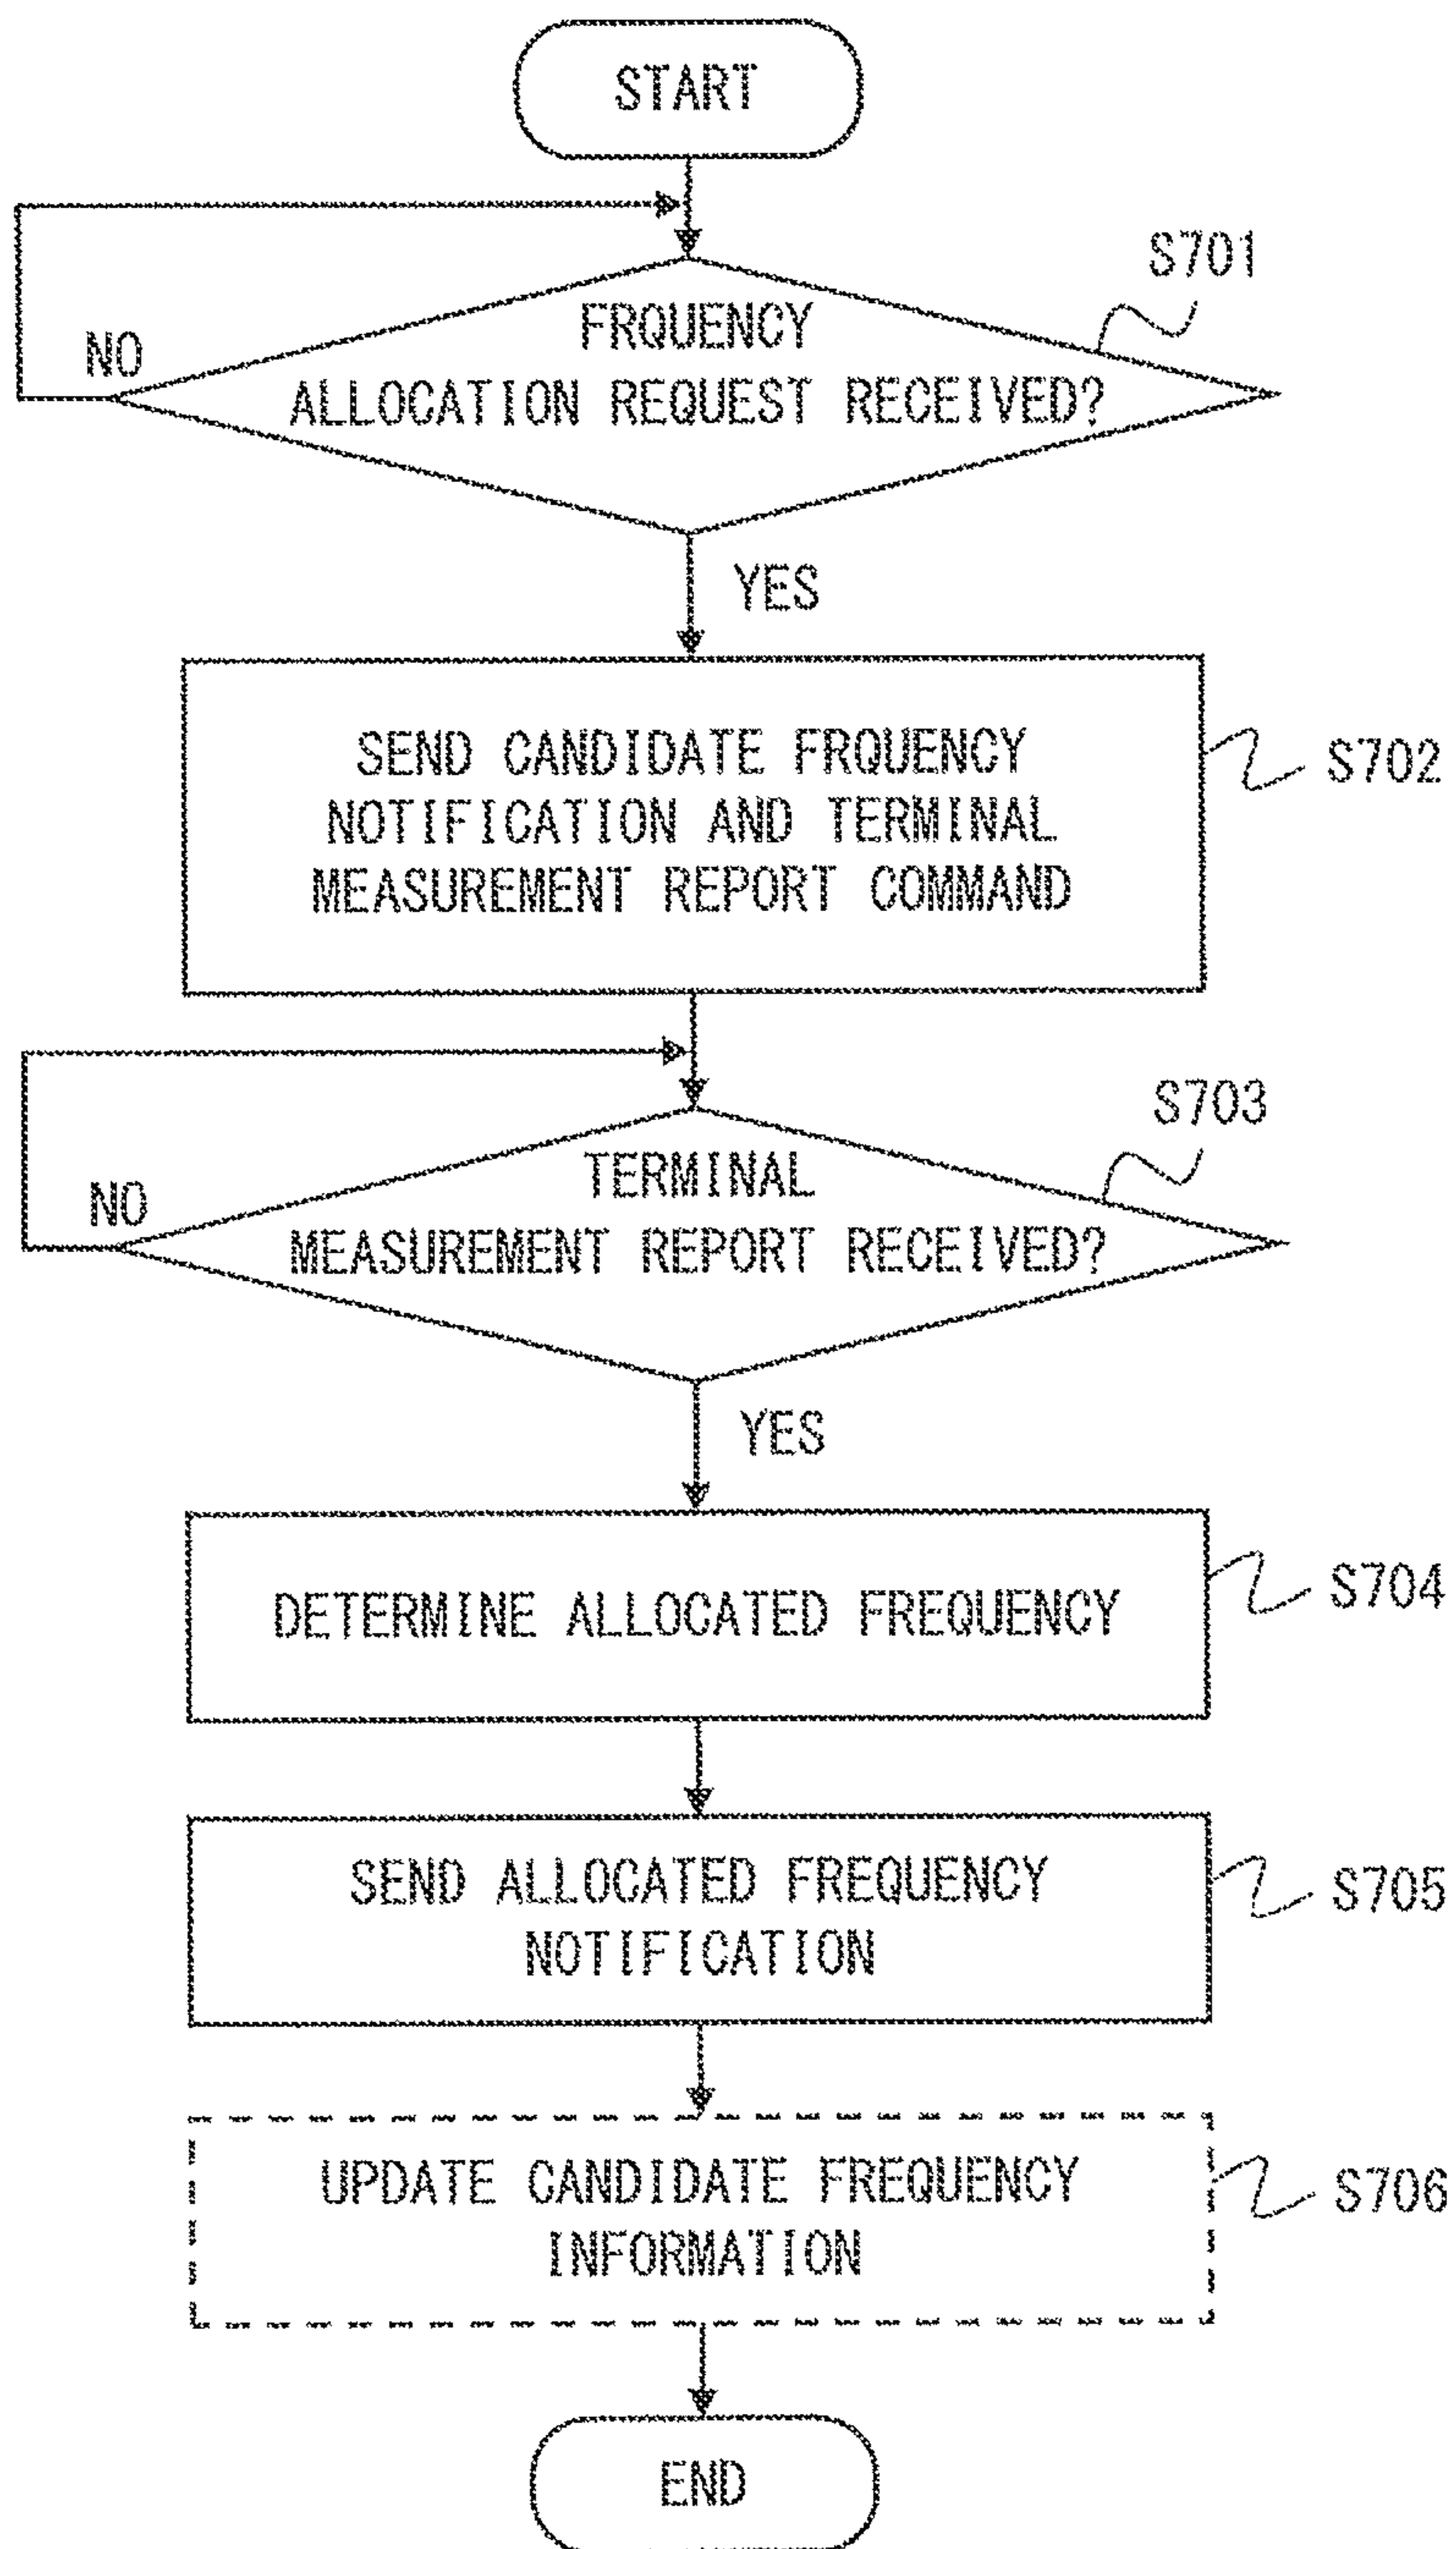 START
S701
FRQUENCY
ALLOCATION REQUEST RECEIVED?
NO
YES
SEND CANDIDATE FRQUENCY
NOTIFICATION AND TERMINAL
MEASUREMENT REPORT COMMAND
S702
S703
TERMINAL
MEASUREMENT REPORT RECEIVED?
NO
YES
DETERMINE ALLOCATED FREQUENCY
S704
SEND ALLOCATED FREQUENCY
NOTIFICATION
S705
UPDATE CANDIDATE FREQUENCY
INFORMATION
S706
END